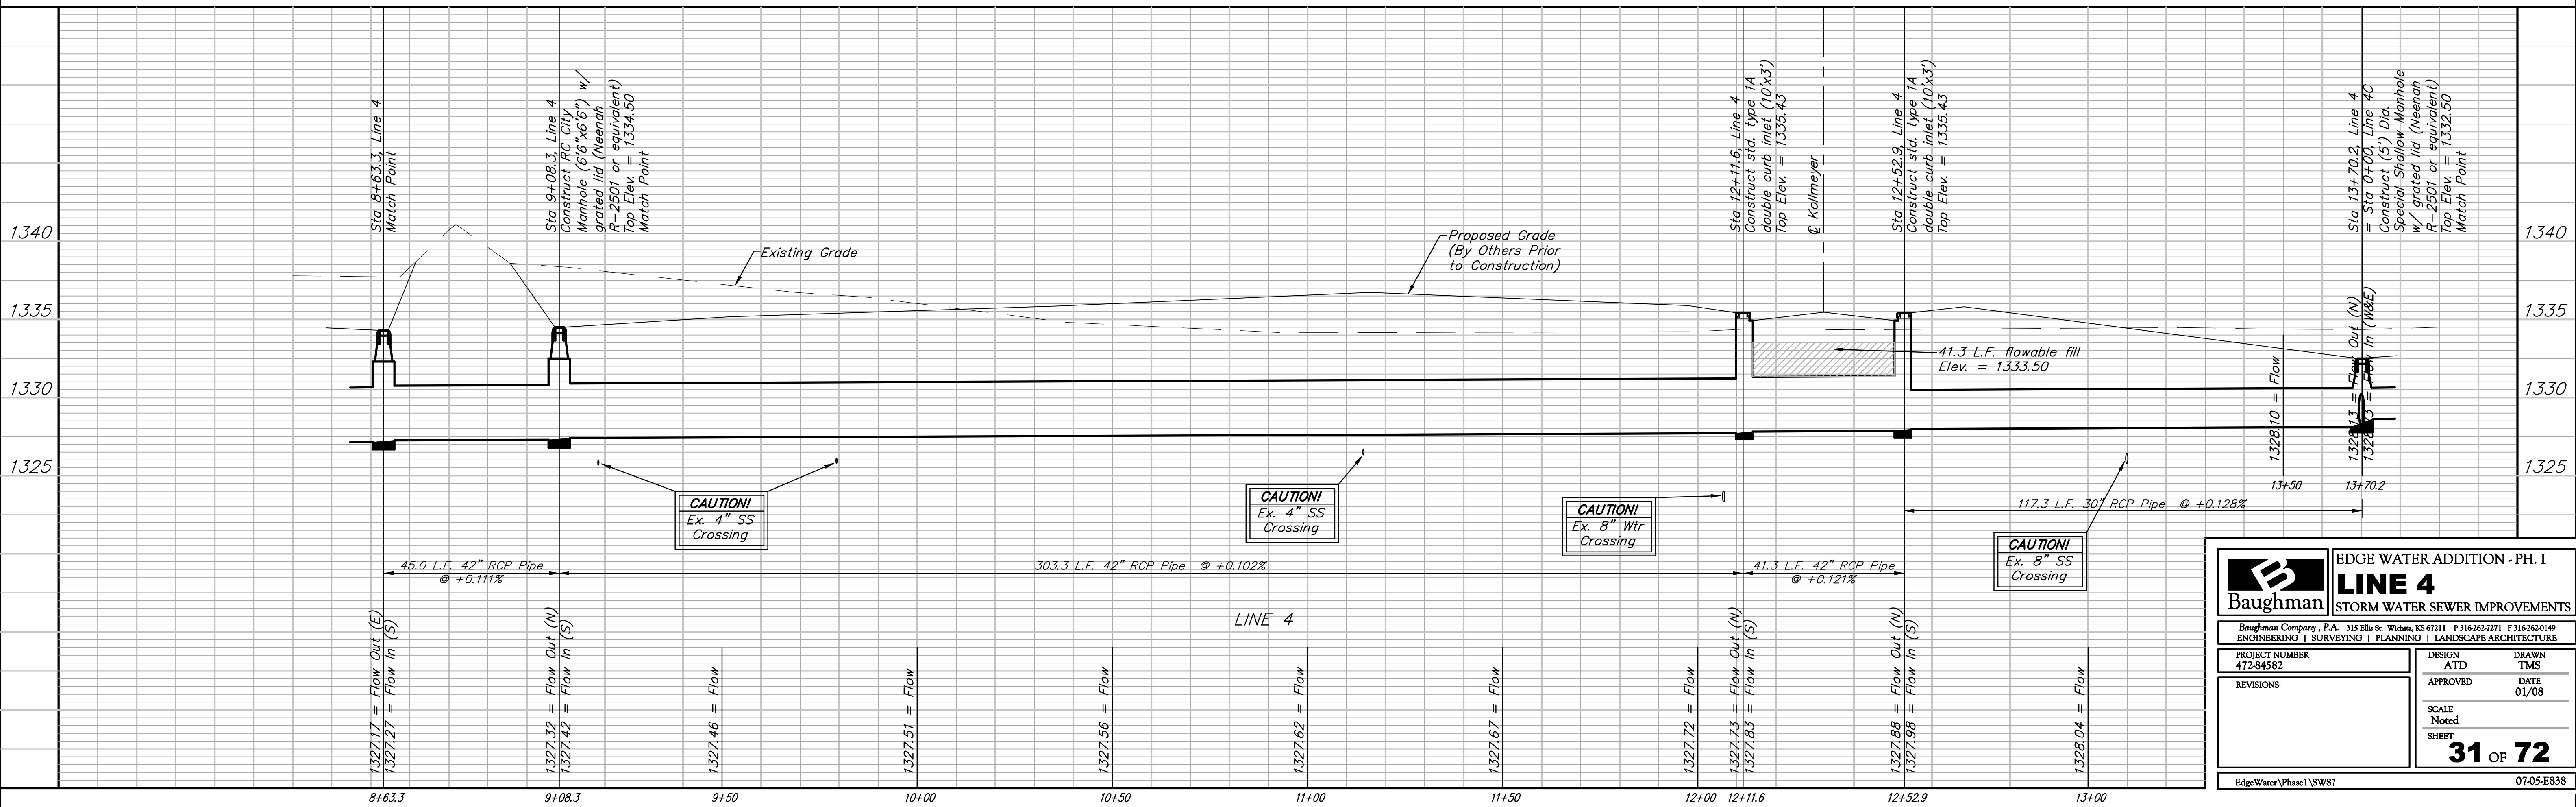 Sta 8+63.3, Line 4
Match Point
Sta 9+08.3, Line 4
Construct RC City
Manhole (6'6"x6'6") w/
grated lid (Neenah
R-2501 or equivalent)
Top Elev. = 1334.50
Match Point
Sta 12+11.6, Line 4
Construct std. type 1A
double curb inlet (10'x3')
Top Elev. = 1335.43
℄ Kollmeyer
Sta 12+52.9, Line 4
Construct std. type 1A
double curb inlet (10'x3')
Top Elev. = 1335.43
Sta 13+70.2, Line 4
= Sta 0+00, Line 4C
Construct (5') Dia.
Special Shallow Manhole
w/ grated lid (Neenah
R-2501 or equivalent)
Top Elev. = 1332.50
Match Point
1340
1335
1330
1325
1340
1335
1330
1325
Existing Grade
Proposed Grade
(By Others Prior
to Construction)
41.3 L.F. flowable fill
Elev. = 1333.50
1328.10 = Flow
= Flow Out (N)
= Flow In (W&E)
13+50
13+70.2
CAUTION!
Ex. 4" SS
Crossing
CAUTION!
Ex. 4" SS
Crossing
CAUTION!
Ex. 8" Wtr
Crossing
CAUTION!
Ex. 8" SS
Crossing
117.3 L.F. 30" RCP Pipe @ +0.128%
45.0 L.F. 42" RCP Pipe
@ +0.111%
303.3 L.F. 42" RCP Pipe @ +0.102%
41.3 L.F. 42" RCP Pipe
@ +0.121%
LINE 4
1327.17 = Flow Out (E)
1327.27 = Flow In (S)
1327.32 = Flow Out (N)
1327.42 = Flow In (S)
1327.46 = Flow
1327.51 = Flow
1327.56 = Flow
1327.62 = Flow
1327.67 = Flow
1327.72 = Flow
1327.73 = Flow Out (N)
1327.83 = Flow In (S)
1327.88 = Flow Out (N)
1327.98 = Flow In (S)
1328.04 = Flow
8+63.3
9+08.3
9+50
10+00
10+50
11+00
11+50
12+00
12+11.6
12+52.9
13+00
Baughman
EDGE WATER ADDITION - PH. I
LINE 4
STORM WATER SEWER IMPROVEMENTS
Baughman Company, P.A. 315 Ellis St. Wichita, KS 67211 P 316-262-7271 F 316-262-0149
ENGINEERING | SURVEYING | PLANNING | LANDSCAPE ARCHITECTURE
PROJECT NUMBER
472-84582
DESIGN
ATD
DRAWN
TMS
REVISIONS:
APPROVED
DATE
01/08
SCALE
Noted
SHEET
31 OF 72
EdgeWater\Phase1\SWS7
07-05-E838